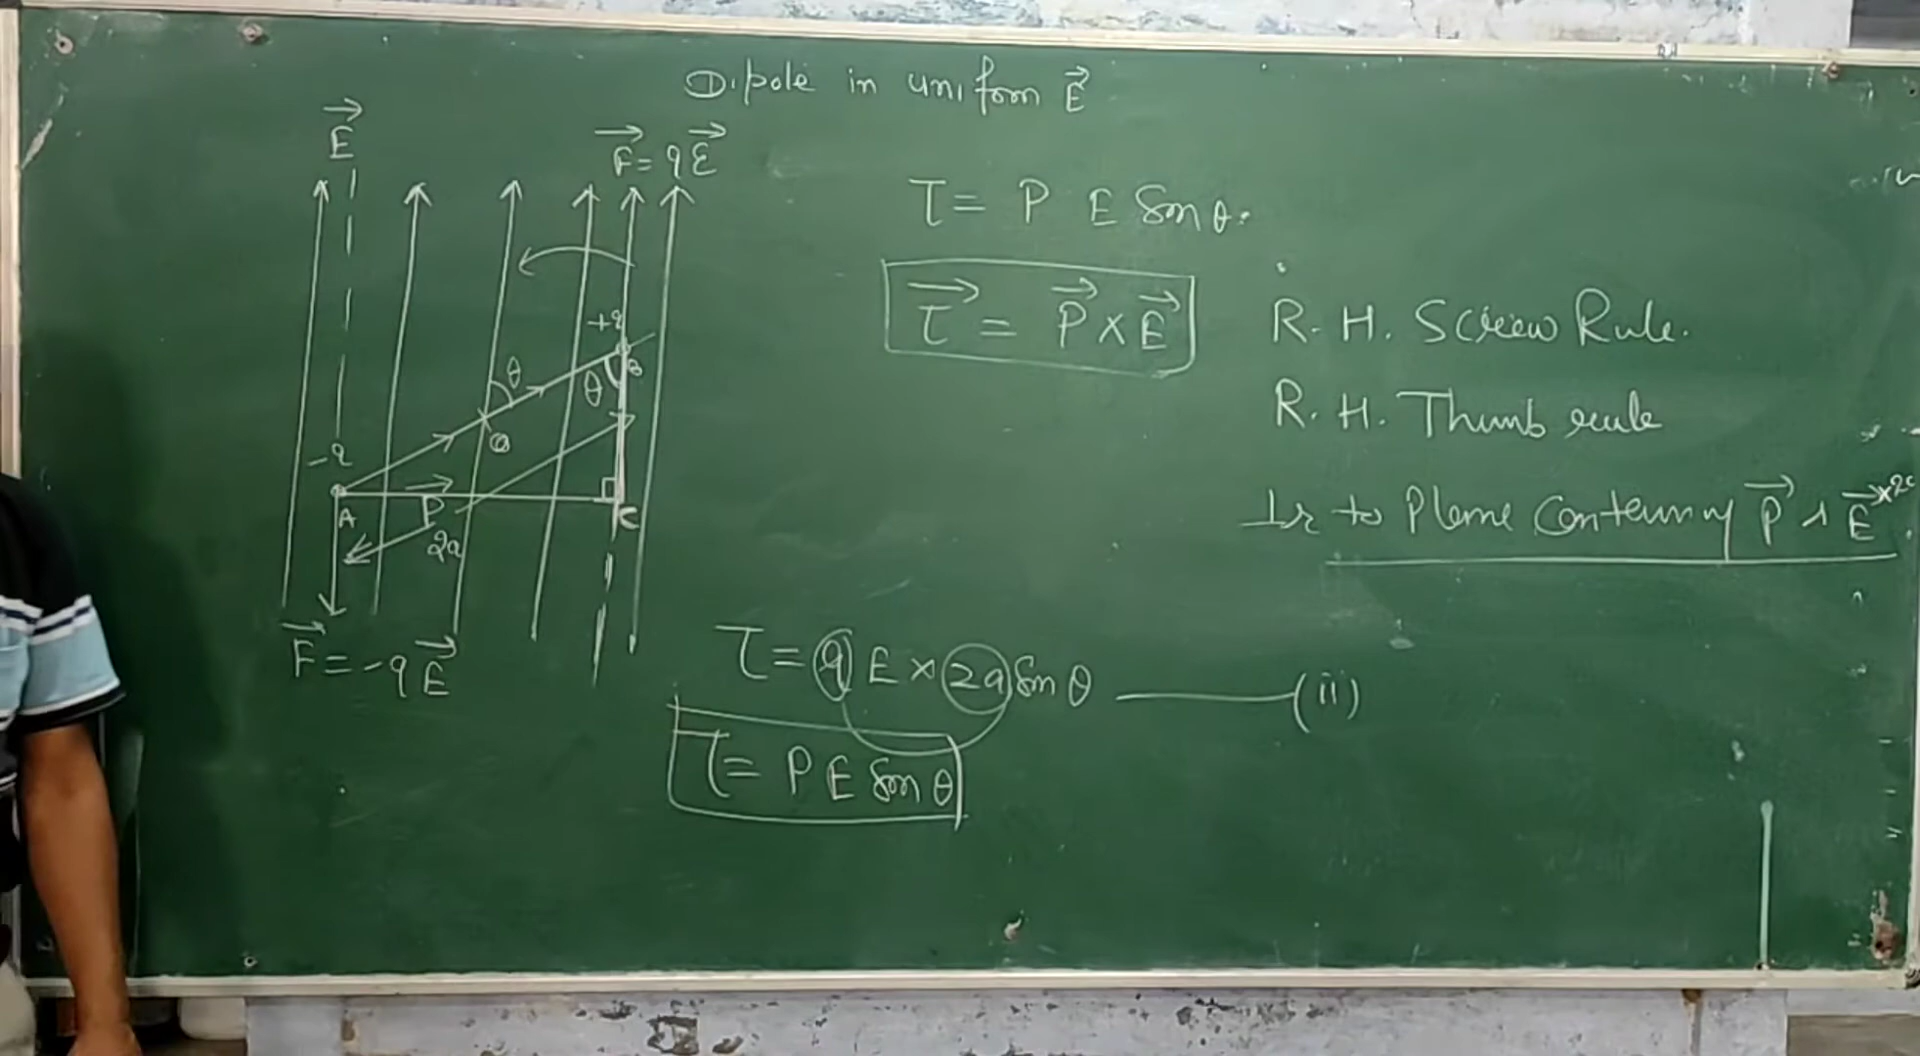 Dipole in uniform E⃗
E⃗
F⃗ = qE⃗
τ = P E Sinθ.
+q
τ⃗ = P⃗ × E⃗
R. H. Screw Rule.
θ
θ
B
R. H. Thumb rule
-q
⊥r to Plane Containing P⃗ & E⃗
A
P⃗
C
2a
F⃗ = -qE⃗
τ = q E × 2a Sinθ ——— (ii)
τ = P E Sinθ